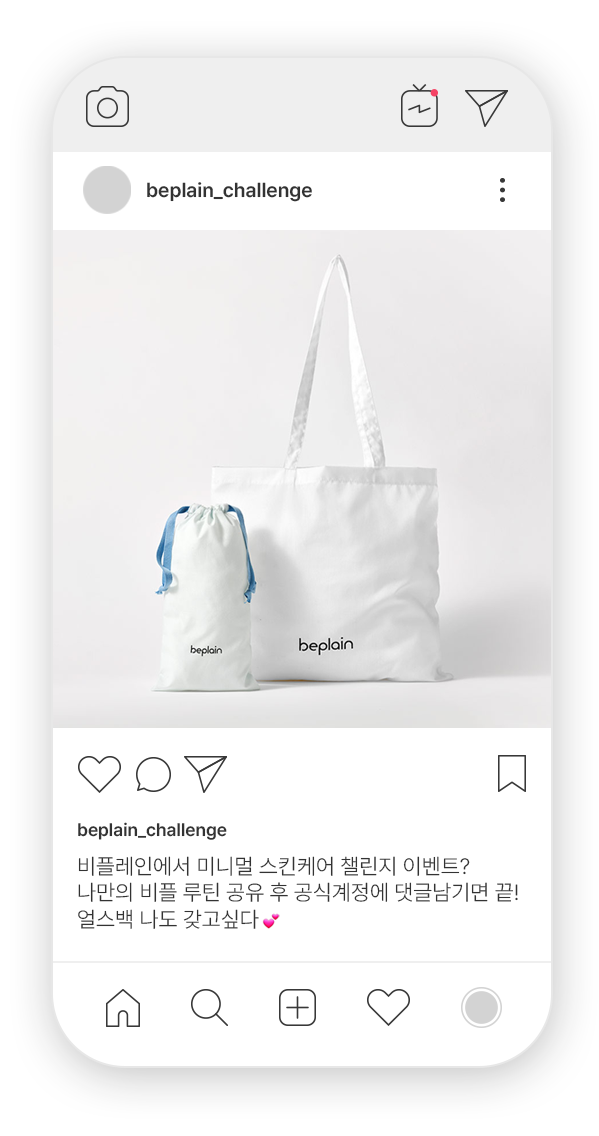 beplain_challenge
beplain
beplain
beplain_challenge
비플레인에서 미니멀 스킨케어 챌린지 이벤트?
나만의 비플 루틴 공유 후 공식계정에 댓글남기면 끝!
얼스백 나도 갖고싶다💕